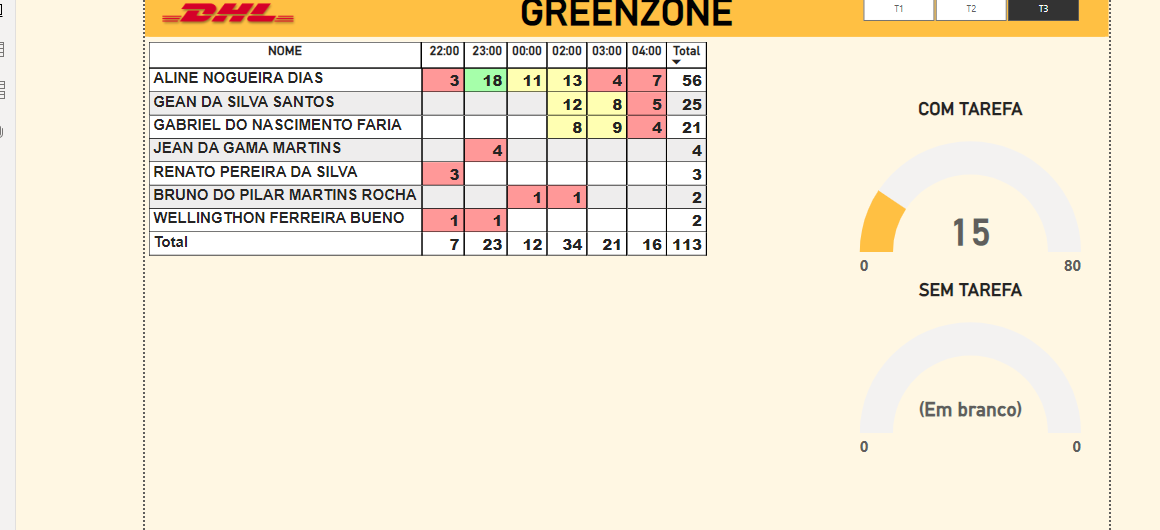 DHL GREENZONE T1 T2 T3
NOME 22:00 23:00 00:00 02:00 03:00 04:00 Total
ALINE NOGUEIRA DIAS 3 18 11 13 4 7 56
GEAN DA SILVA SANTOS 12 8 5 25
GABRIEL DO NASCIMENTO FARIA 8 9 4 21
JEAN DA GAMA MARTINS 4 4
RENATO PEREIRA DA SILVA 3 3
BRUNO DO PILAR MARTINS ROCHA 1 1 2
WELLINGTHON FERREIRA BUENO 1 1 2
Total 7 23 12 34 21 16 113
COM TAREFA
15
0 80
SEM TAREFA
(Em branco)
0 0